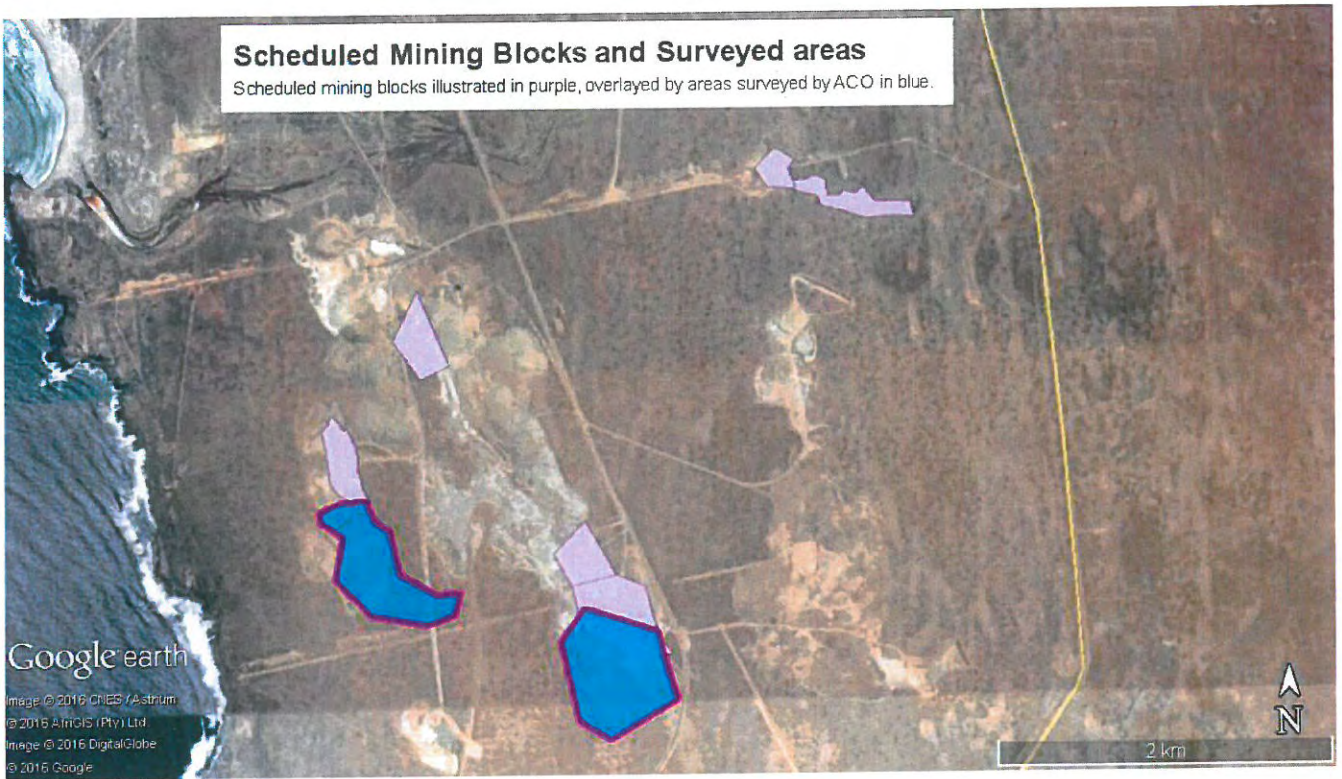 Scheduled Mining Blocks and Surveyed areas
Scheduled mining blocks illustrated in purple, overlayed by areas surveyed by ACO in blue.
Google earth
Image © 2016 CNES / Astrium
© 2016 AfriGIS (Pty) Ltd
Image © 2016 DigitalGlobe
© 2016 Google
N
2 km